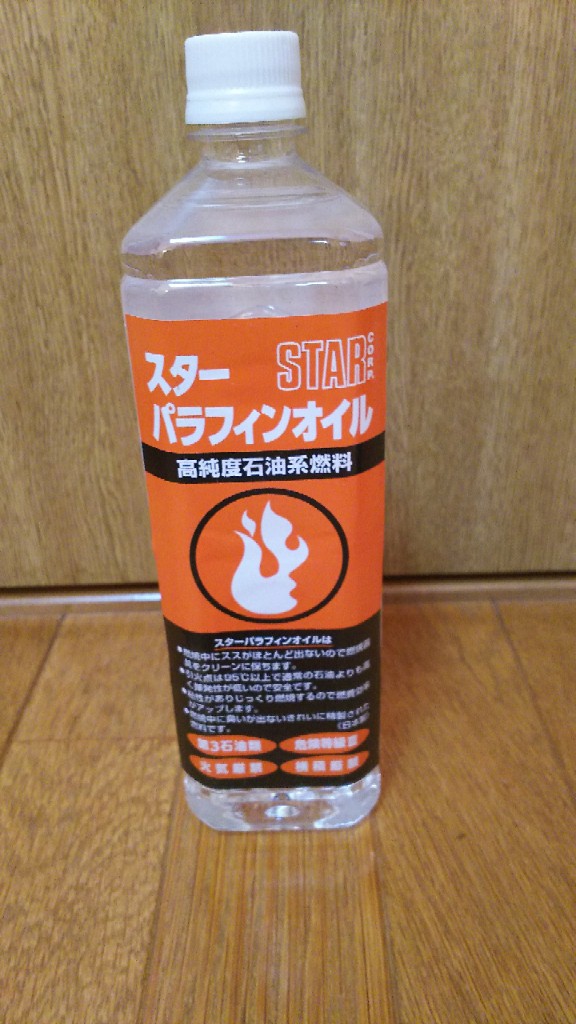 スター STAR CORP.
パラフィンオイル
高純度石油系燃料
スターパラフィンオイルは
●燃焼中にススがほとんど出ないので燃焼器
具をクリーンに保ちます。
●引火点は95℃以上で通常の石油よりも高
く揮発性が低いので安全です。
●粘性がありじっくり燃焼するので燃費効率
がアップします。
●燃焼中に臭いが出ないきれいに精製された
燃料です。 (日本製)
第3石油類 危険等級Ⅲ
火気厳禁